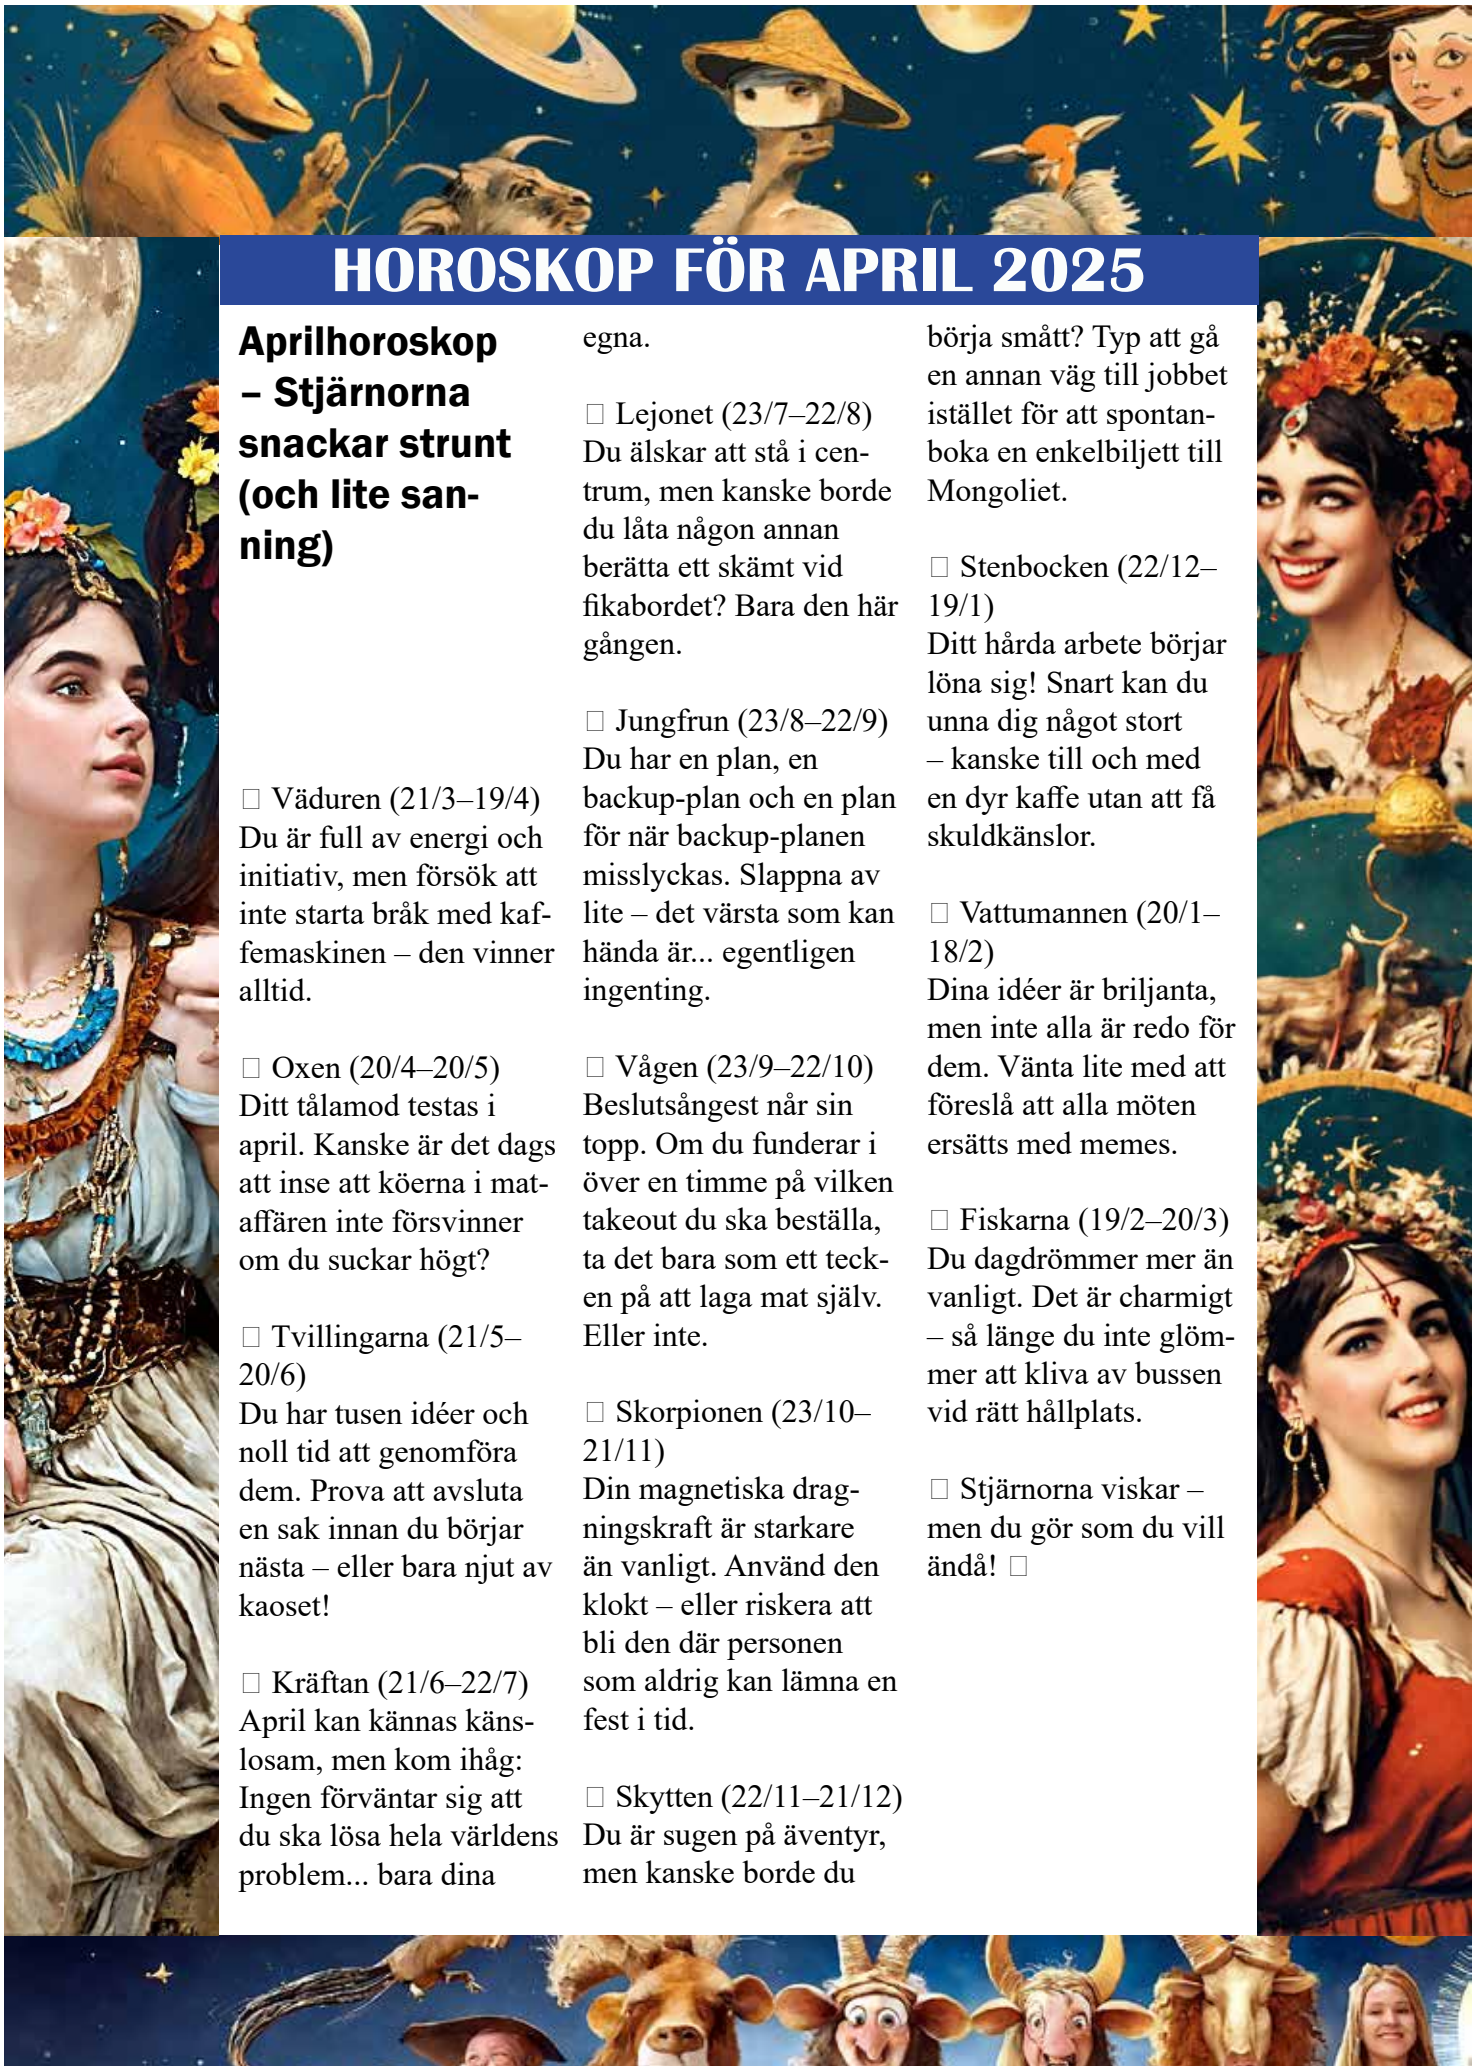 HOROSKOP FÖR APRIL 2025
Aprilhoroskop
– Stjärnorna
snackar strunt
(och lite san-
ning)
□ Väduren (21/3–19/4)
Du är full av energi och
initiativ, men försök att
inte starta bråk med kaf-
femaskinen – den vinner
alltid.
□ Oxen (20/4–20/5)
Ditt tålamod testas i
april. Kanske är det dags
att inse att köerna i mat-
affären inte försvinner
om du suckar högt?
□ Tvillingarna (21/5–
20/6)
Du har tusen idéer och
noll tid att genomföra
dem. Prova att avsluta
en sak innan du börjar
nästa – eller bara njut av
kaoset!
□ Kräftan (21/6–22/7)
April kan kännas käns-
losam, men kom ihåg:
Ingen förväntar sig att
du ska lösa hela världens
problem... bara dina
egna.
□ Lejonet (23/7–22/8)
Du älskar att stå i cen-
trum, men kanske borde
du låta någon annan
berätta ett skämt vid
fikabordet? Bara den här
gången.
□ Jungfrun (23/8–22/9)
Du har en plan, en
backup-plan och en plan
för när backup-planen
misslyckas. Slappna av
lite – det värsta som kan
hända är... egentligen
ingenting.
□ Vågen (23/9–22/10)
Beslutsångest når sin
topp. Om du funderar i
över en timme på vilken
takeout du ska beställa,
ta det bara som ett teck-
en på att laga mat själv.
Eller inte.
□ Skorpionen (23/10–
21/11)
Din magnetiska drag-
ningskraft är starkare
än vanligt. Använd den
klokt – eller riskera att
bli den där personen
som aldrig kan lämna en
fest i tid.
□ Skytten (22/11–21/12)
Du är sugen på äventyr,
men kanske borde du
börja smått? Typ att gå
en annan väg till jobbet
istället för att spontan-
boka en enkelbiljett till
Mongoliet.
□ Stenbocken (22/12–
19/1)
Ditt hårda arbete börjar
löna sig! Snart kan du
unna dig något stort
– kanske till och med
en dyr kaffe utan att få
skuldkänslor.
□ Vattumannen (20/1–
18/2)
Dina idéer är briljanta,
men inte alla är redo för
dem. Vänta lite med att
föreslå att alla möten
ersätts med memes.
□ Fiskarna (19/2–20/3)
Du dagdrömmer mer än
vanligt. Det är charmigt
– så länge du inte glöm-
mer att kliva av bussen
vid rätt hållplats.
□ Stjärnorna viskar –
men du gör som du vill
ändå! □